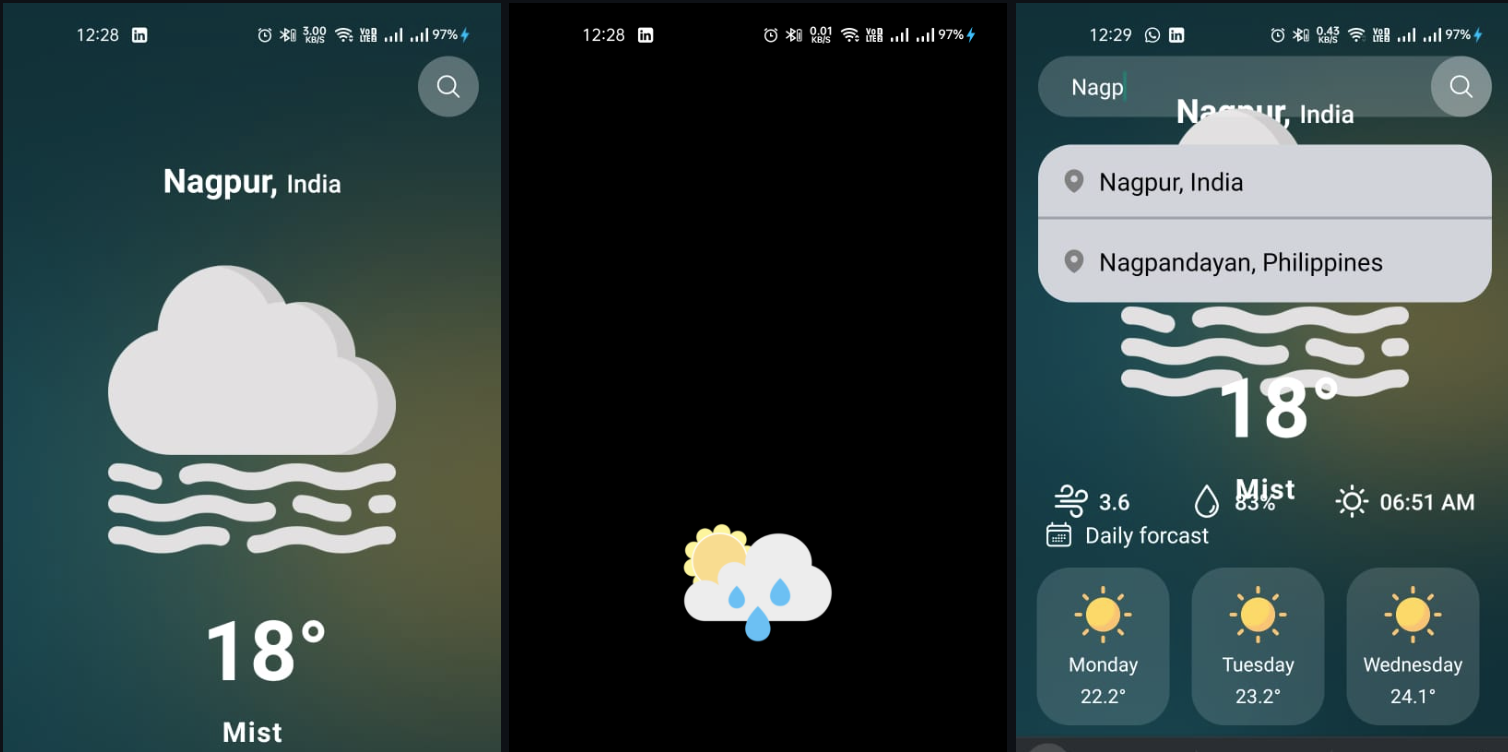 12:28 in 3.00 KB/S Vo LTE 97%
Nagpur, India
18°
Mist
12:28 in 0.01 KB/S Vo LTE 97%
12:29 in 0.43 KB/S Vo LTE 97%
Nagp
Nagpur, India
Nagpur, India
Nagpandayan, Philippines
18°
Mist
3.6 83% 06:51 AM
Daily forcast
Monday Tuesday Wednesday
22.2° 23.2° 24.1°